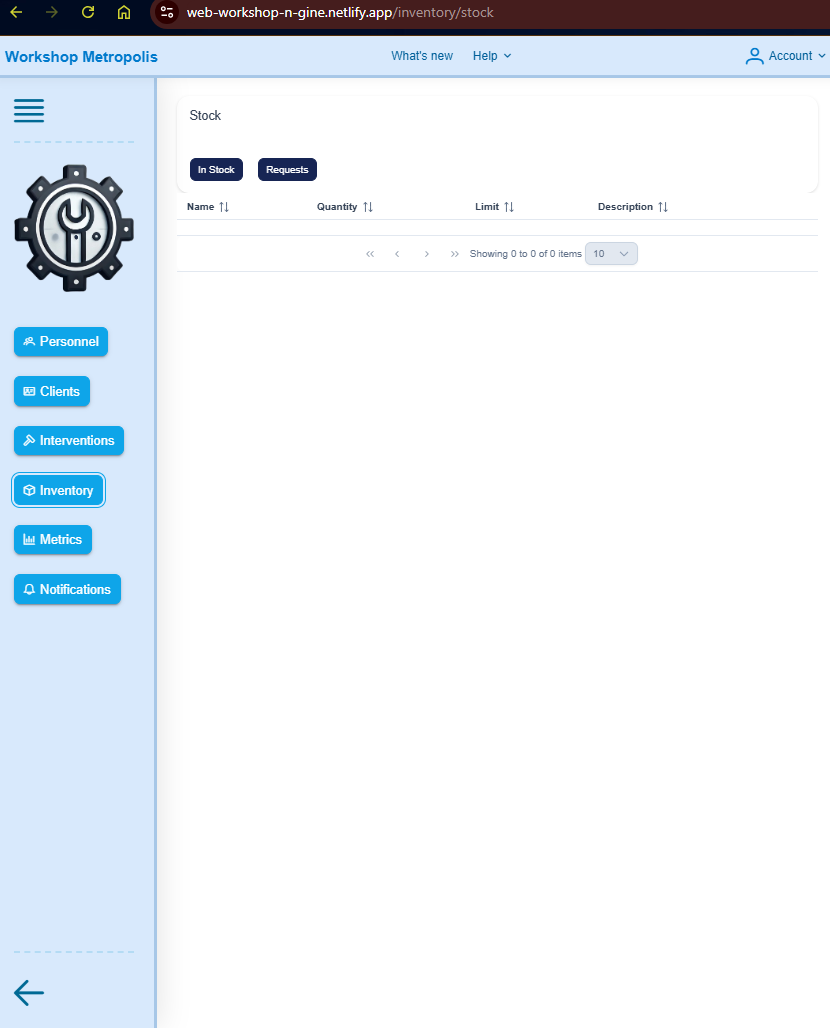 web-workshop-n-gine.netlify.app/inventory/stock
Workshop Metropolis
What's new
Help
Account
Stock
In Stock
Requests
Name
Quantity
Limit
Description
Showing 0 to 0 of 0 items
10
Personnel
Clients
Interventions
Inventory
Metrics
Notifications